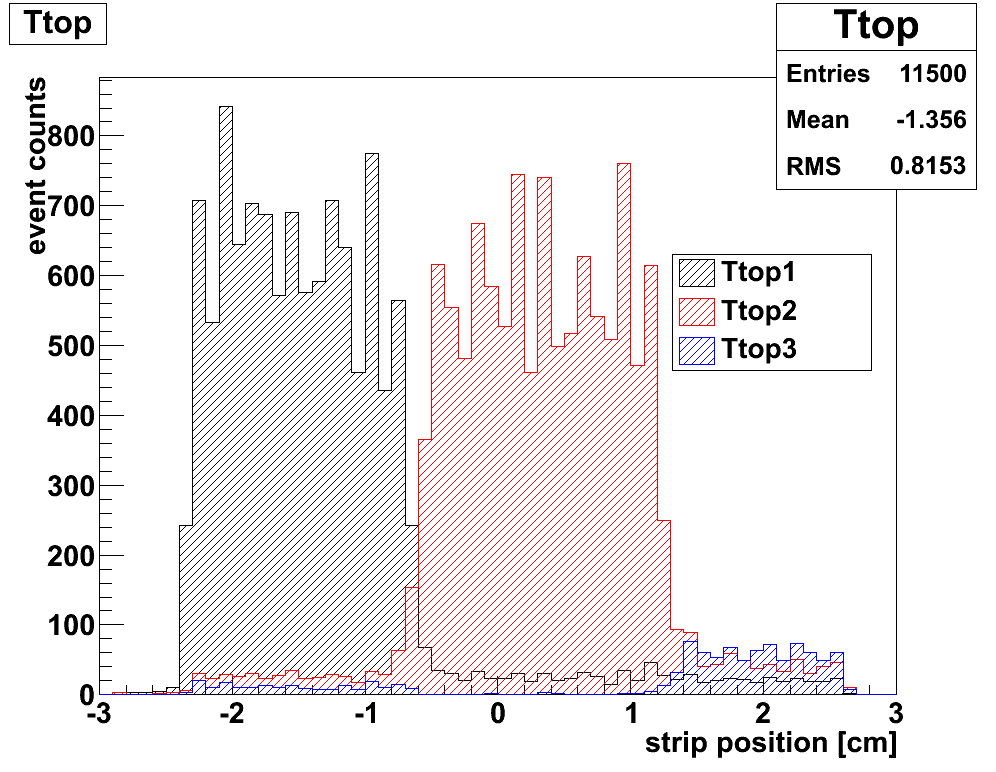 Ttop
Ttop
Entries 11500
Mean -1.356
RMS 0.8153
event counts
800
700
600
500
400
300
200
100
0
Ttop1
Ttop2
Ttop3
-3 -2 -1 0 1 2 3
strip position [cm]